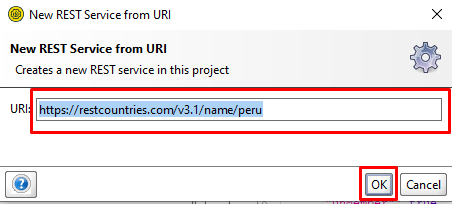 New REST Service from URI
New REST Service from URI
Creates a new REST service in this project
URI: https://restcountries.com/v3.1/name/peru
? OK Cancel